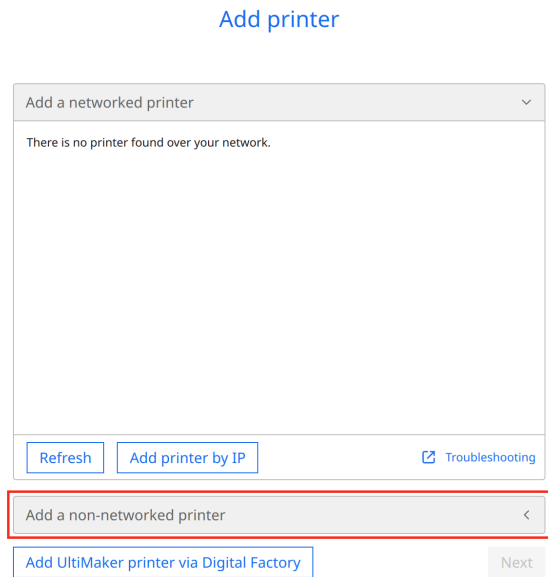 Add printer
Add a networked printer
There is no printer found over your network.
Refresh
Add printer by IP
Troubleshooting
Add a non-networked printer
Add UltiMaker printer via Digital Factory
Next